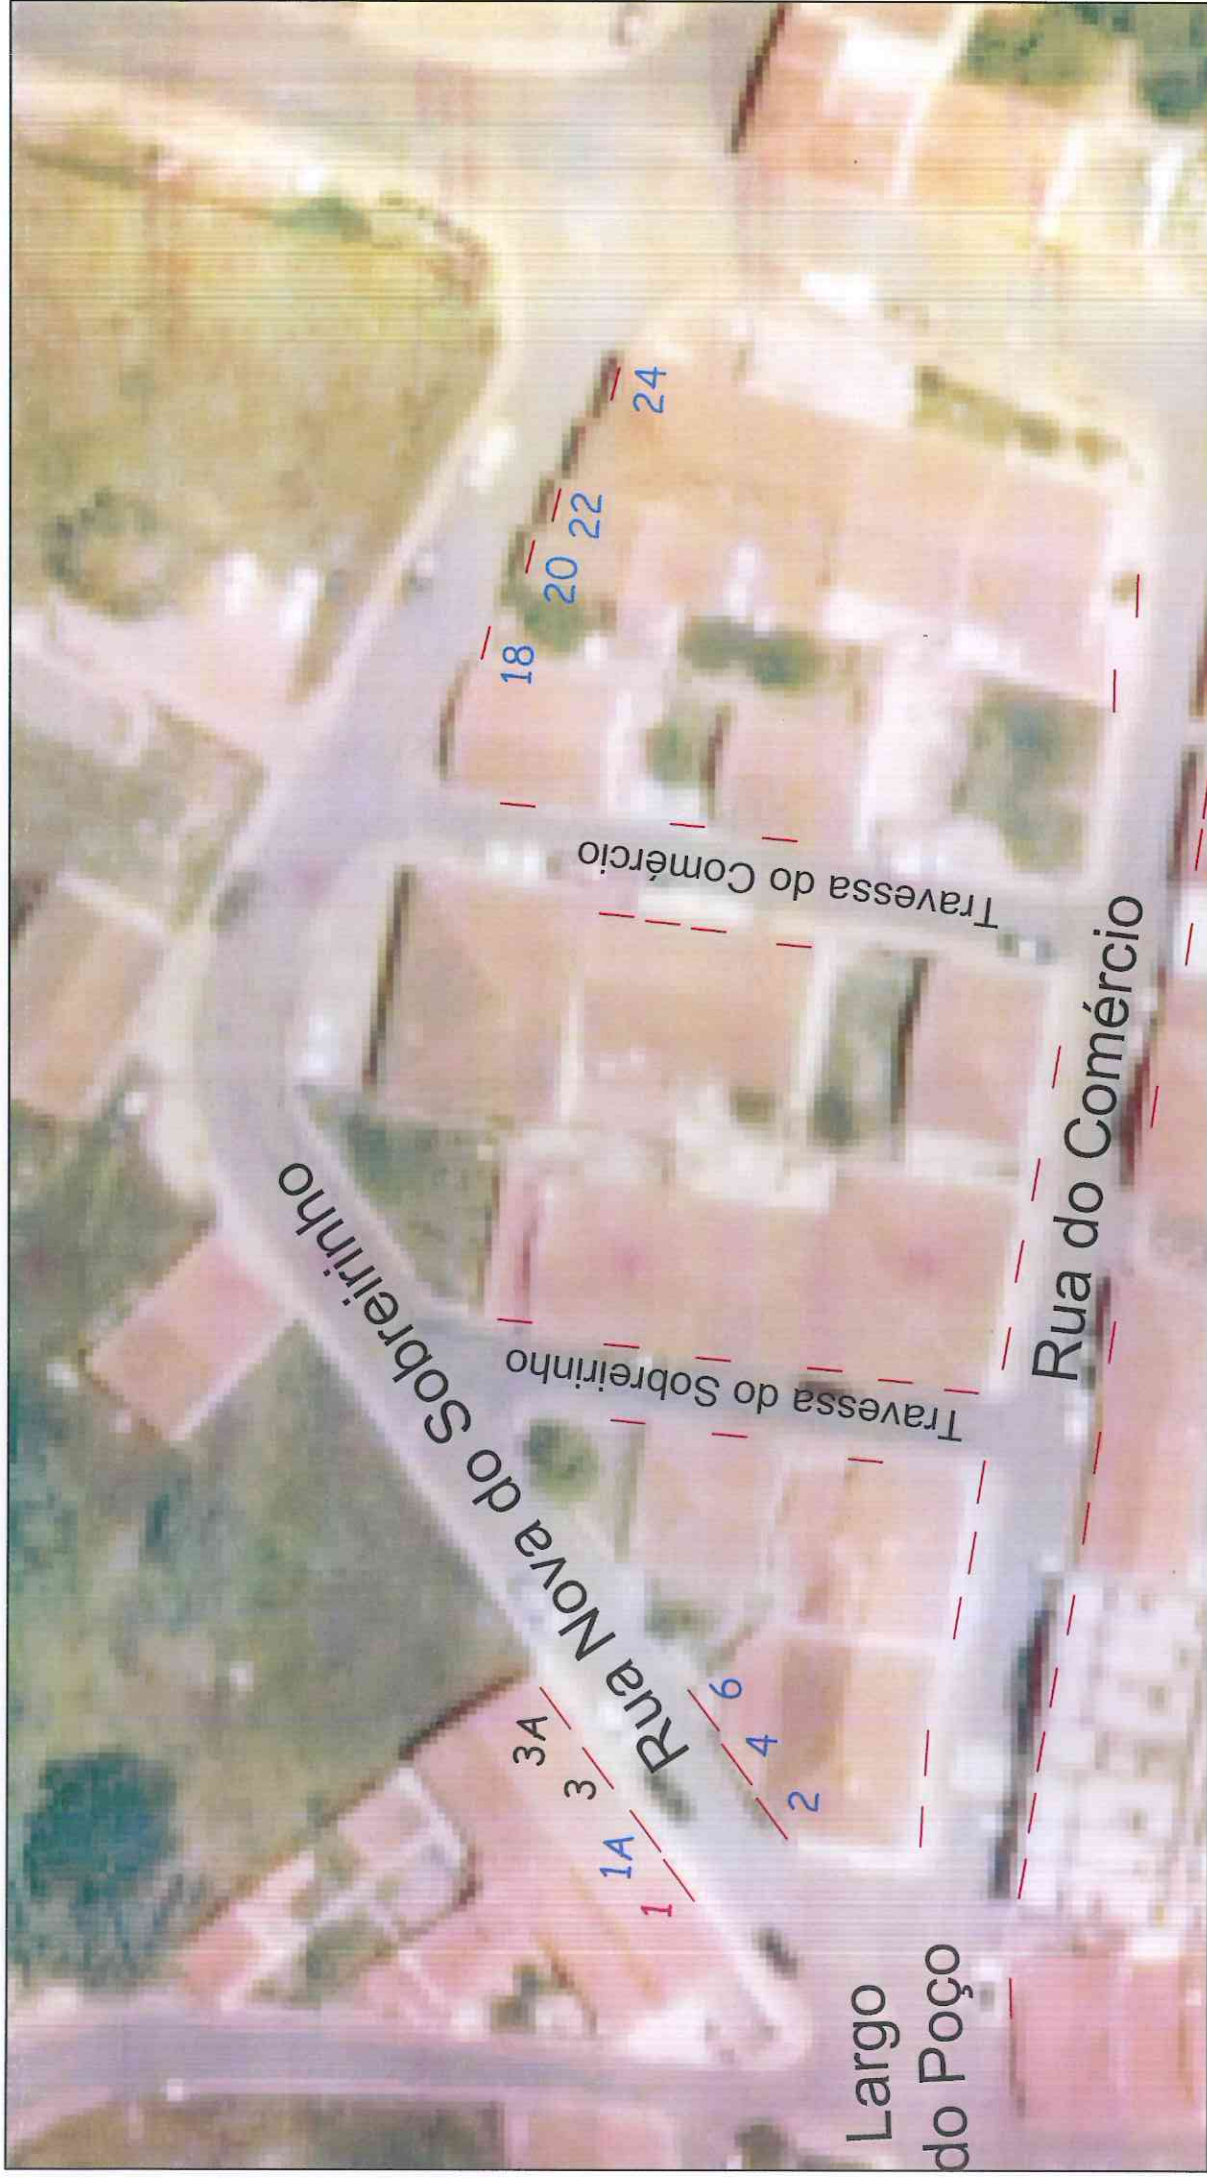 Rua Nova do Sobreirinho
3A
3
1A
1
2
4
6
18
20
22
24
Travessa do Sobreirinho
Travessa do Comércio
Rua do Comércio
Largo
do Poço